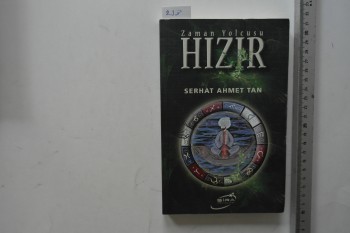 Zaman Yolcusu
HIZIR
SERHAT AHMET TAN